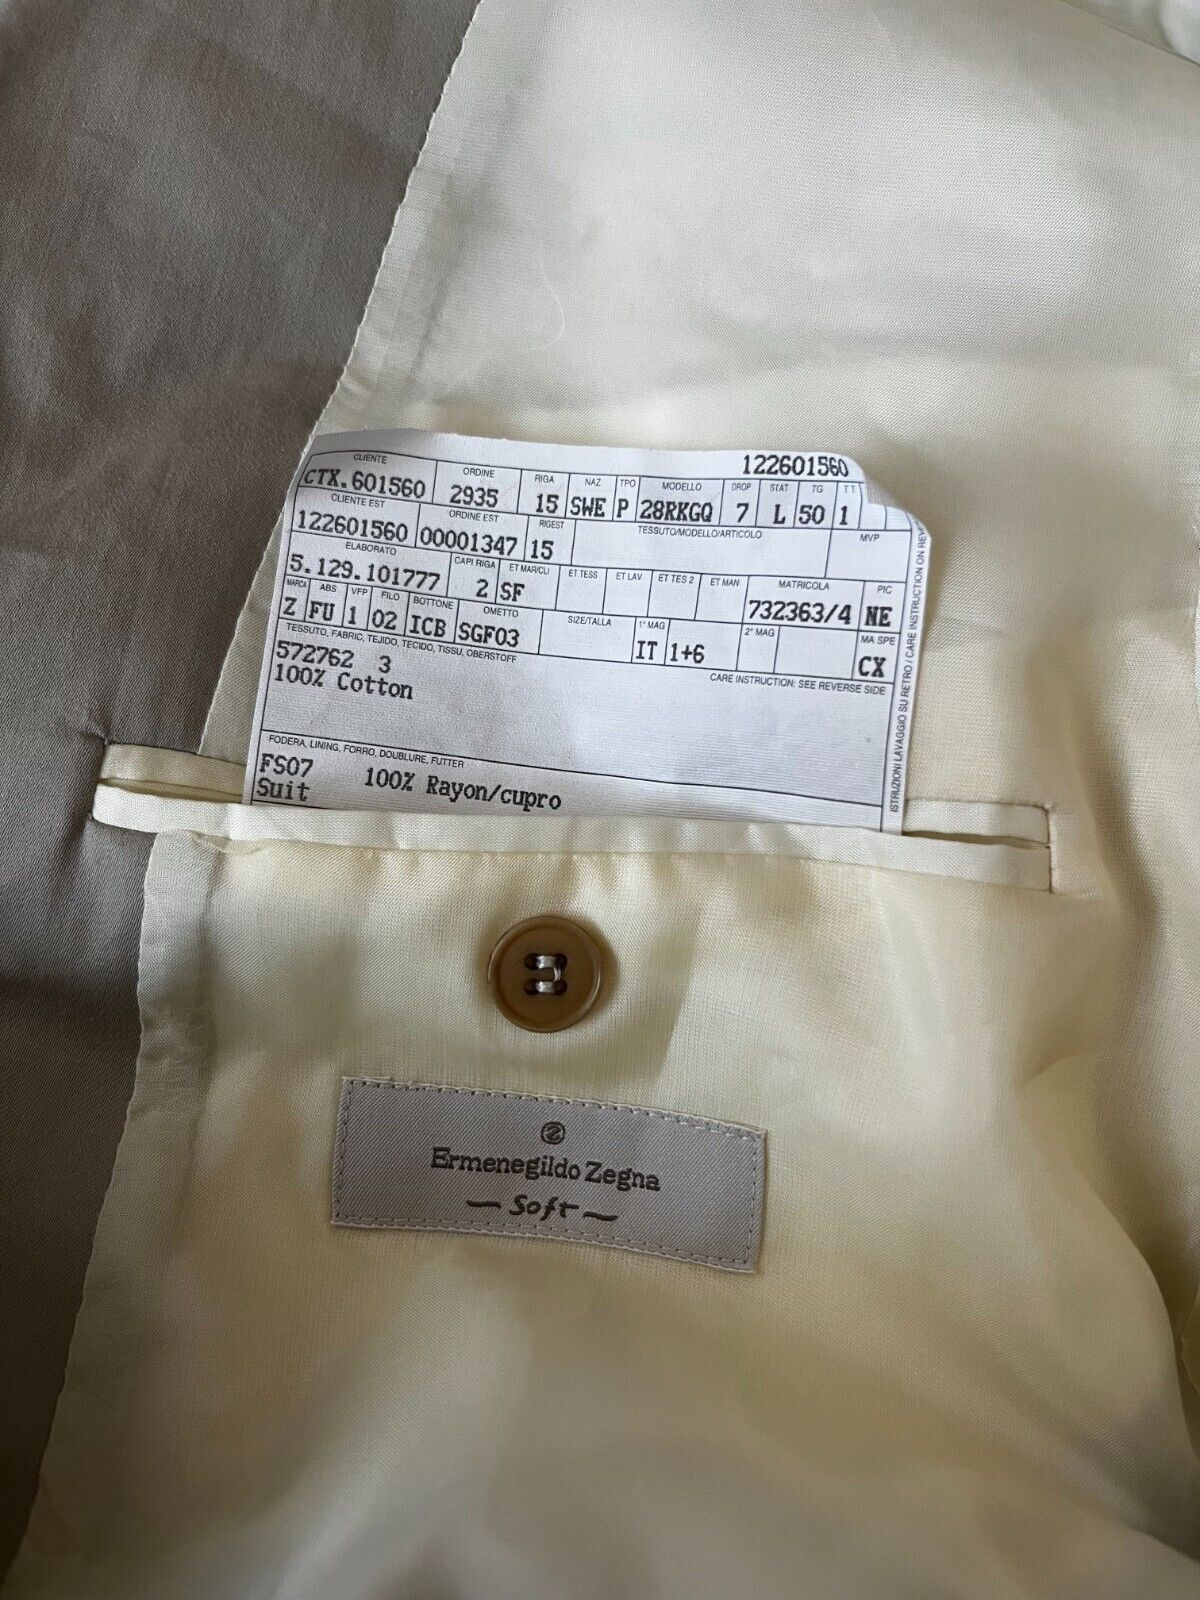 122601560
CLIENTE ORDINE RIGA NAZ TPO MODELLO DROP STAT TG TT
CTX.601560 2935 15 SWE P 28RKGQ 7 L 50 1
CLIENTE EST ORDINE EST RIGEST TESSUTO/MODELLO/ARTICOLO MVP
122601560 00001347 15
ELABORATO CAPI RIGA ET MAR/CLI ET TESS ET LAV ET TES 2 ET MAN MATRICOLA PIC
5.129.101777 2 SF 732363/4 NE
MARCA ABS VFP FILO BOTTONE OMETTO SIZE/TALLA 1° MAG 2° MAG MA SPE
Z FU 1 02 ICB SGF03 IT 1+6 CX
TESSUTO, FABRIC, TEJIDO, TECIDO, TISSU, OBERSTOFF CARE INSTRUCTION: SEE REVERSE SIDE
572762 3
100% Cotton
FODERA, LINING, FORRO, DOUBLURE, FUTTER
FS07 100% Rayon/cupro
Suit
ISTRUZIONI LAVAGGIO SU RETRO / CARE INSTRUCTION ON
Ermenegildo Zegna
Soft